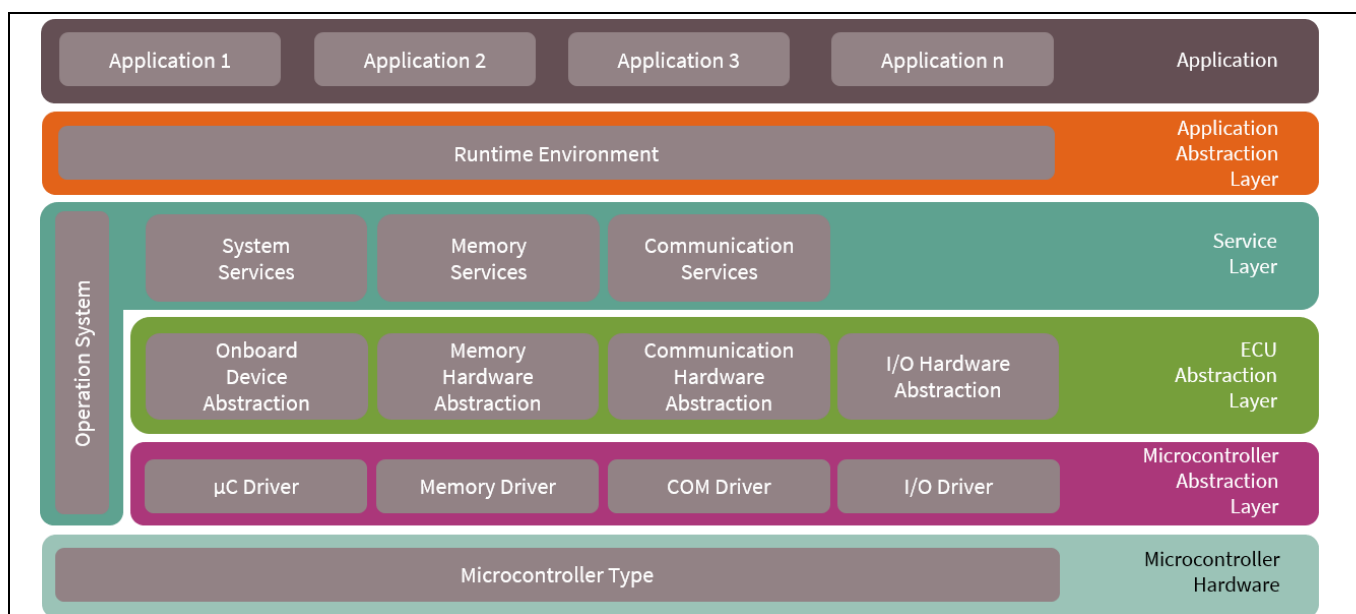 Application 1
Application 2
Application 3
Application n
Application
Runtime Environment
Application
Abstraction
Layer
Operation System
System
Services
Memory
Services
Communication
Services
Service
Layer
Onboard
Device
Abstraction
Memory
Hardware
Abstraction
Communication
Hardware
Abstraction
I/O Hardware
Abstraction
ECU
Abstraction
Layer
µC Driver
Memory Driver
COM Driver
I/O Driver
Microcontroller
Abstraction
Layer
Microcontroller Type
Microcontroller
Hardware